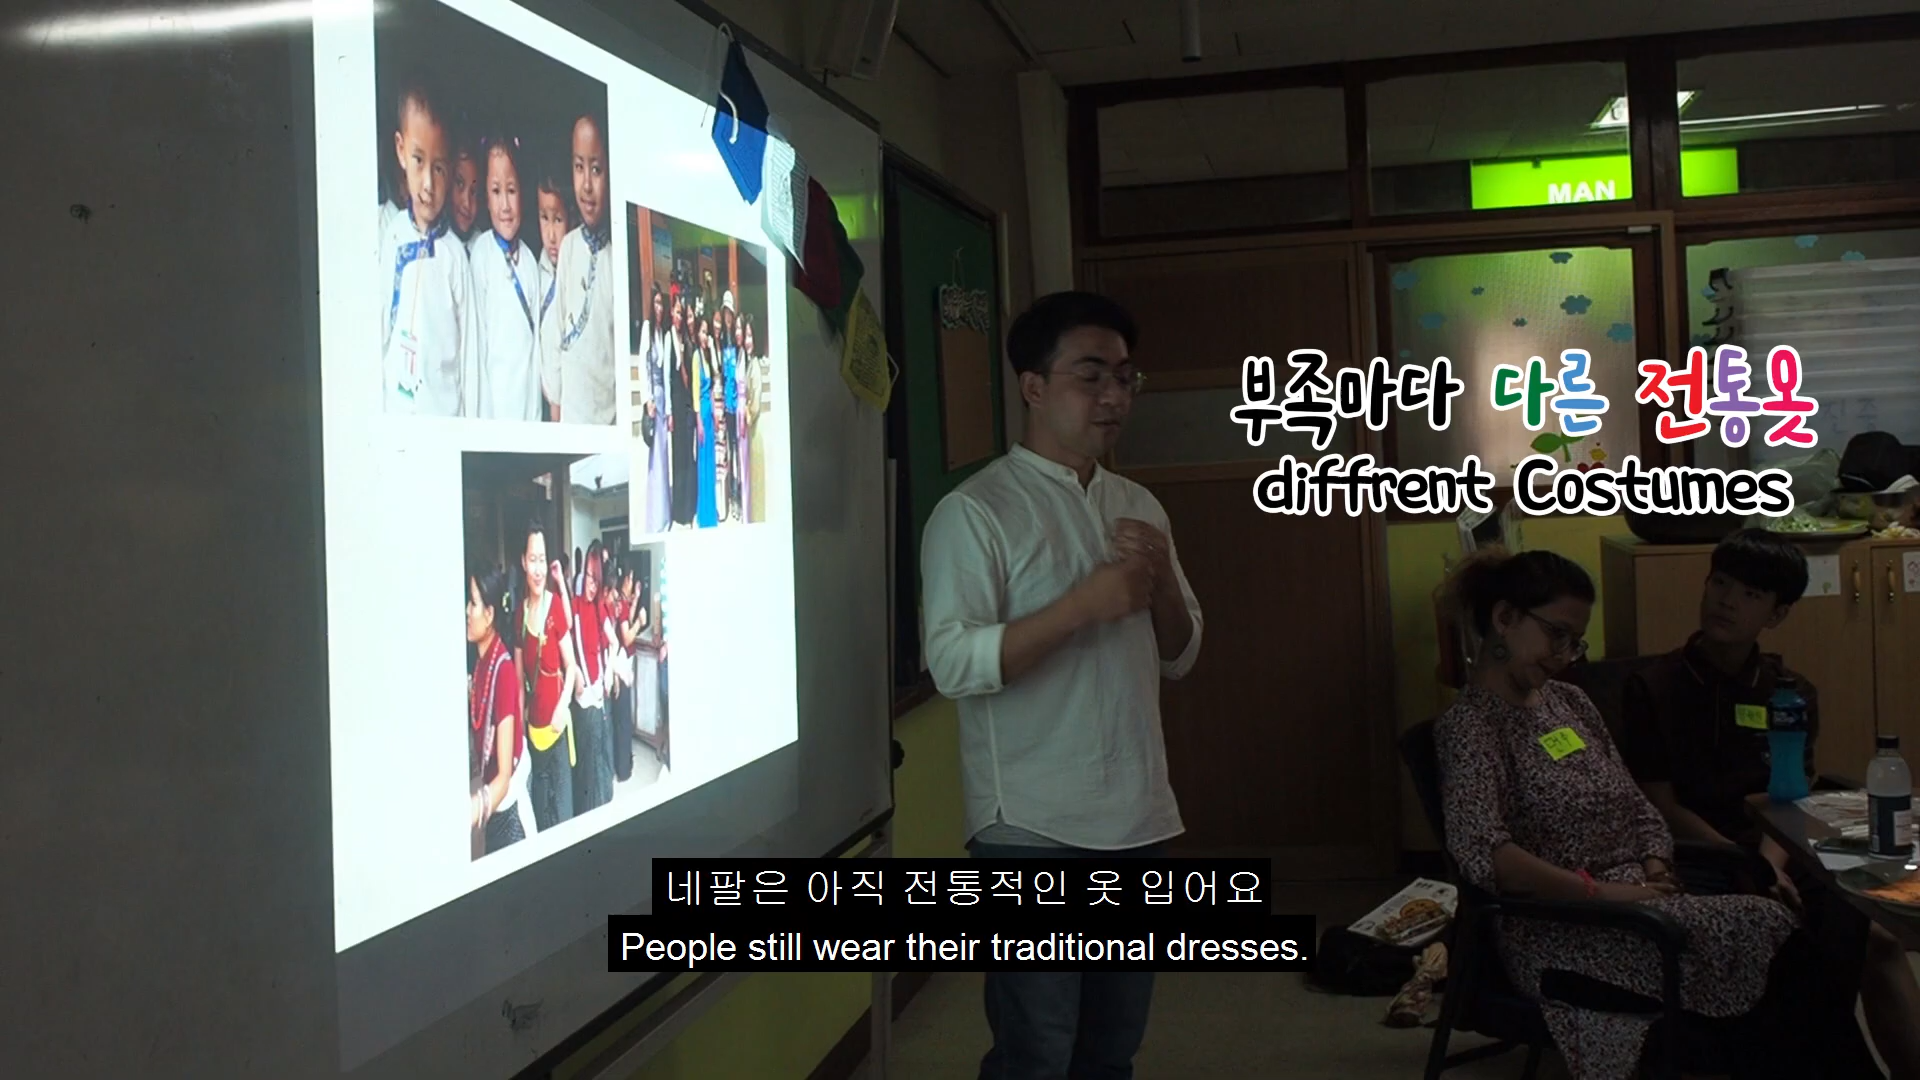 MAN
부족마다 다른 전통옷
diffrent Costumes
네팔은 아직 전통적인 옷 입어요
People still wear their traditional dresses.